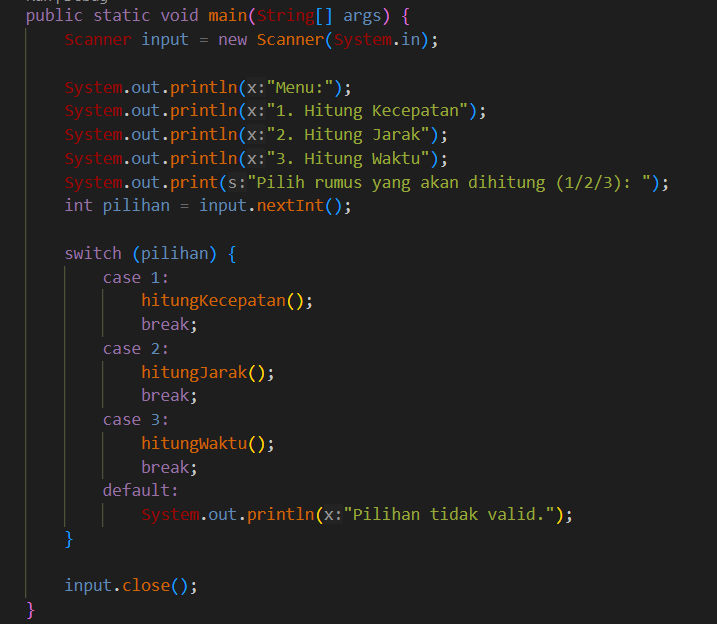 public static void main(String[] args) {
Scanner input = new Scanner(System.in);
System.out.println(x:"Menu:");
System.out.println(x:"1. Hitung Kecepatan");
System.out.println(x:"2. Hitung Jarak");
System.out.println(x:"3. Hitung Waktu");
System.out.print(s:"Pilih rumus yang akan dihitung (1/2/3): ");
int pilihan = input.nextInt();
switch (pilihan) {
case 1:
hitungKecepatan();
break;
case 2:
hitungJarak();
break;
case 3:
hitungWaktu();
break;
default:
System.out.println(x:"Pilihan tidak valid.");
}
input.close();
}